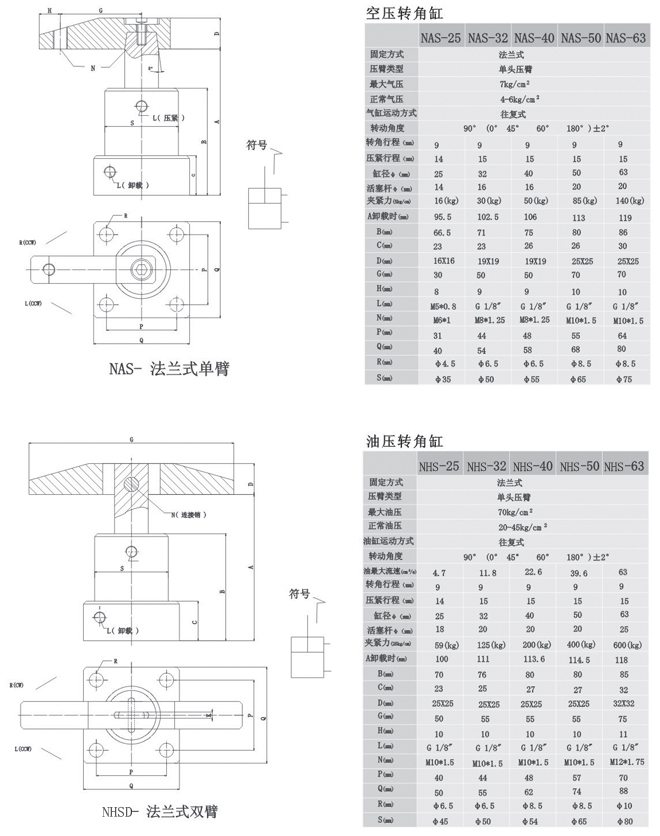 H
G
D
N
8°
A
B
C
L( 压紧 )
S
L( 卸载 )
符号
R
R(CCW)
L(CCW)
P
Q
P
Q
NAS- 法兰式单臂
空压转角缸
NAS-25 NAS-32 NAS-40 NAS-50 NAS-63
固定方式 法兰式
压臂类型 单头压臂
最大气压 7kg/cm²
正常气压 4-6kg/cm²
气缸运动方式 往复式
转动角度 90° (0° 45° 60° 180° )±2°
转角行程 (mm) 9 9 9 9 9
压紧行程 (mm) 14 15 15 15 15
缸径φ (mm) 25 32 40 50 63
活塞杆φ (mm) 14 16 16 20 20
夹紧力 16(kg) 30(kg) 50(kg) 85(kg) 140(kg)
A卸载时(mm) 95.5 102.5 106 113 119
B(mm) 66.5 71 75 80 86
C(mm) 23 23 26 26 30
D(mm) 16X16 19X19 19X19 25X25 25X25
G(mm) 30 50 50 70 70
H(mm) 8 9 9 10 10
L(mm) M5*0.8 G 1/8" G 1/8" G 1/8" G 1/8"
N(mm) M6*1 M8*1.25 M8*1.25 M10*1.5 M10*1.5
P(mm) 31 44 48 55 64
Q(mm) 40 54 58 68 80
R(mm) φ4.5 φ6.5 φ6.5 φ8.5 φ8.5
S(mm) φ35 φ50 φ55 φ65 φ75
G
D
N( 连接销 )
A
B
C
S
L( 卸载 )
符号
R
R(CW)
L(CCW)
P
Q
P
Q
NHSD- 法兰式双臂
油压转角缸
NHS-25 NHS-32 NHS-40 NHS-50 NHS-63
固定方式 法兰式
压臂类型 单头压臂
最大油压 70kg/cm²
正常油压 20-45kg/cm²
油缸运动方式 往复式
转动角度 90° (0° 45° 60° 180° )±2°
油最大流速(cm³/s) 4.7 11.8 22.6 39.6 63
转角行程 (mm) 9 9 9 9 9
压紧行程 (mm) 14 15 15 15 15
缸径φ (mm) 25 32 40 50 63
活塞杆φ (mm) 18 20 20 20 25
夹紧力 59(kg) 125(kg) 200(kg) 400(kg) 600(kg)
A卸载时(mm) 100 111 113.6 114.5 118
B(mm) 70 76 80 80 85
C(mm) 23 25 27 27 32
D(mm) 25X25 25X25 25X25 25X25 32X32
G(mm) 50 55 55 55 75
H(mm) 10 10 10 10 11
L(mm) G 1/8" G 1/8" G 1/8" G 1/8" G 1/8"
N(mm) M10*1.5 M10*1.5 M10*1.5 M10*1.5 M12*1.75
P(mm) 40 44 48 57 70
Q(mm) 50 55 62 74 88
R(mm) φ6.5 φ6.5 φ8.5 φ8.5 φ10
S(mm) φ45 φ50 φ54 φ65 φ80